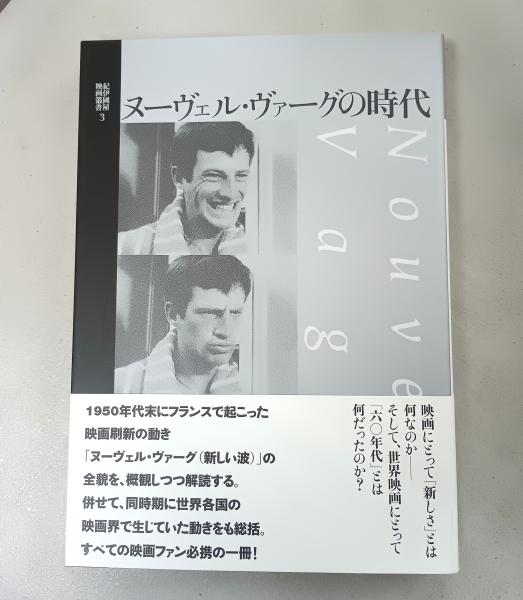 紀伊國屋
映画叢書 3
ヌーヴェル・ヴァーグの時代
Nouve
Vag
映画にとって「新しさ」とは
何なのか──
そして、世界映画にとって
「六〇年代」とは
何だったのか？
1950年代末にフランスで起こった
映画刷新の動き
「ヌーヴェル・ヴァーグ（新しい波）」の
全貌を、概観しつつ解読する。
併せて、同時期に世界各国の
映画界で生じていた動きをも総括。
すべての映画ファン必携の一冊！